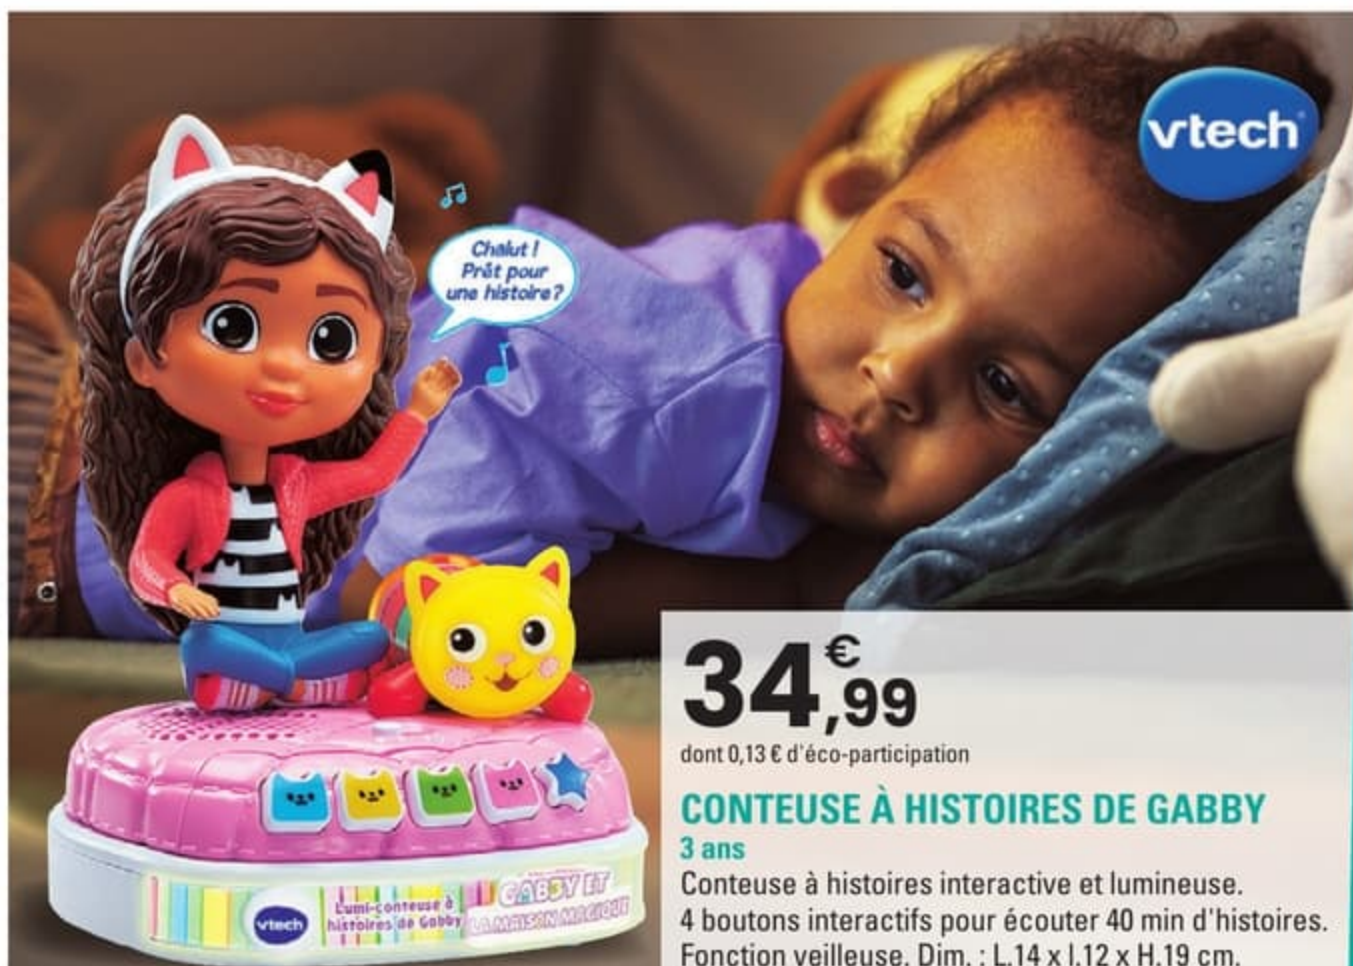 vtech
Chalut !
Prêt pour
une histoire ?
34,99 €
dont 0,13 € d'éco-participation
CONTEUSE À HISTOIRES DE GABBY
3 ans
Conteuse à histoires interactive et lumineuse.
4 boutons interactifs pour écouter 40 min d'histoires.
Fonction veilleuse. Dim. : L.14 x l.12 x H.19 cm.
vtech
Lumi-conteuse à
histoires de Gabby
GABBY ET
LA MAISON MAGIQUE